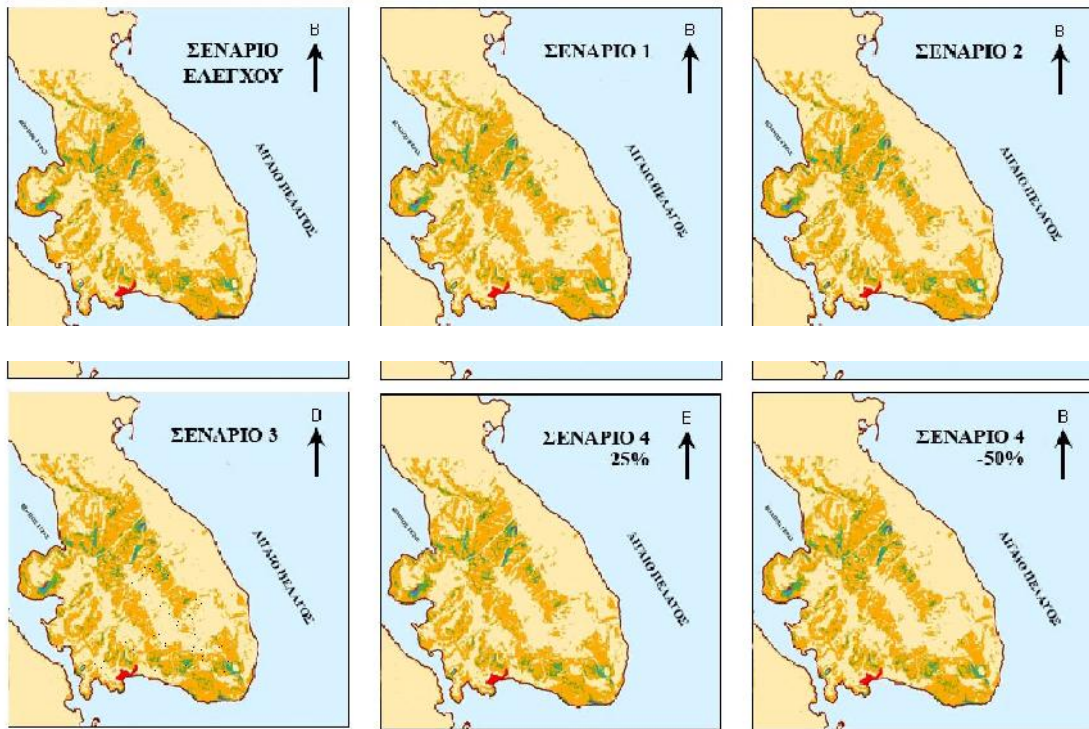 ΣΕΝΑΡΙΟ
ΕΛΕΓΧΟΥ
Β
ΑΙΓΑΙΟ ΠΕΛΑΓΟΣ
ΣΕΝΑΡΙΟ 1
Β
ΑΙΓΑΙΟ ΠΕΛΑΓΟΣ
ΣΕΝΑΡΙΟ 2
Β
ΑΙΓΑΙΟ ΠΕΛΑΓΟΣ
ΣΕΝΑΡΙΟ 3
D
ΑΙΓΑΙΟ ΠΕΛΑΓΟΣ
ΣΕΝΑΡΙΟ 4
25%
E
ΑΙΓΑΙΟ ΠΕΛΑΓΟΣ
ΣΕΝΑΡΙΟ 4
-50%
Β
ΑΙΓΑΙΟ ΠΕΛΑΓΟΣ